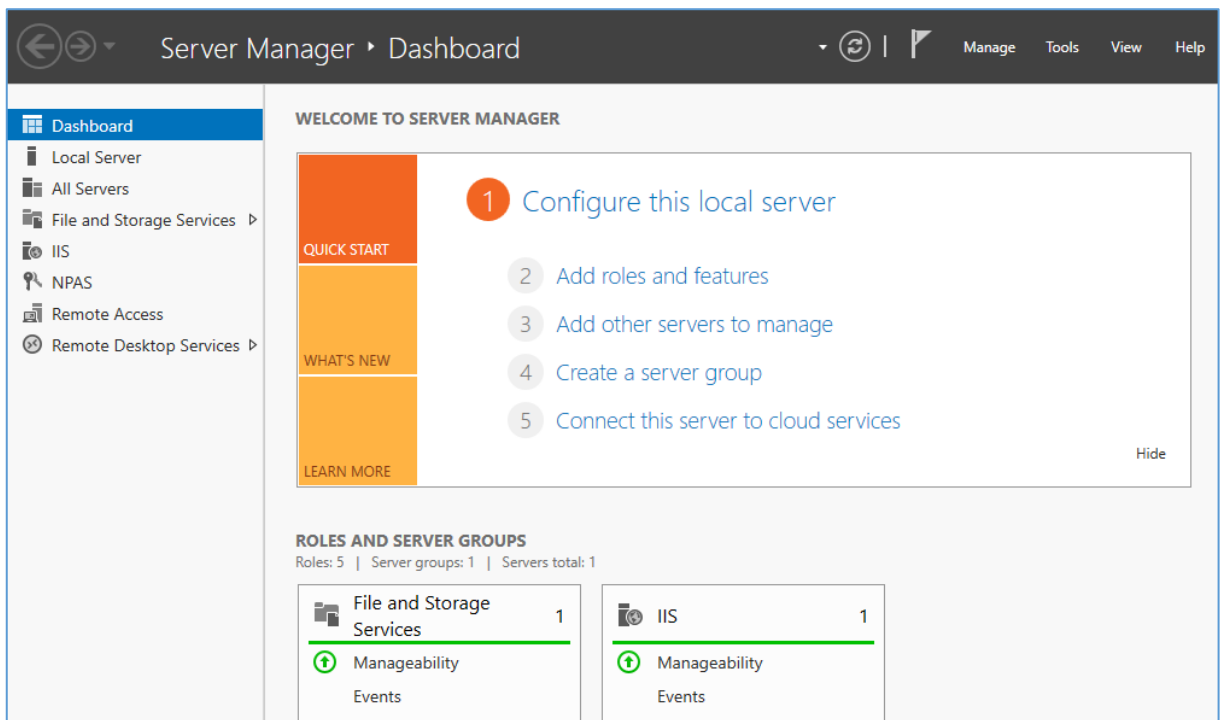 Server Manager ‣ Dashboard
Manage Tools View Help
Dashboard
Local Server
All Servers
File and Storage Services
IIS
NPAS
Remote Access
Remote Desktop Services
WELCOME TO SERVER MANAGER
QUICK START
WHAT'S NEW
LEARN MORE
1 Configure this local server
2 Add roles and features
3 Add other servers to manage
4 Create a server group
5 Connect this server to cloud services
Hide
ROLES AND SERVER GROUPS
Roles: 5 | Server groups: 1 | Servers total: 1
File and Storage
Services
1
Manageability
Events
IIS 1
Manageability
Events